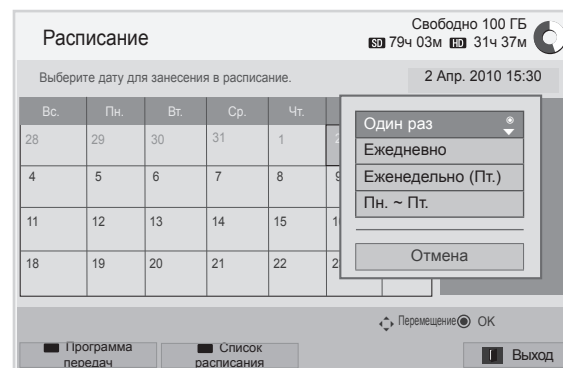 Расписание
Свободно 100 ГБ
SD 79ч 03м HD 31ч 37м
Выберите дату для занесения в расписание.
2 Апр. 2010 15:30
Вс. Пн. Вт. Ср. Чт.
28 29 30 31 1
4 5 6 7 8
11 12 13 14 15
18 19 20 21 22
Один раз
Ежедневно
Еженедельно (Пт.)
Пн. ~ Пт.
Отмена
Перемещение OK
Программа
передач
Список
расписания
Выход